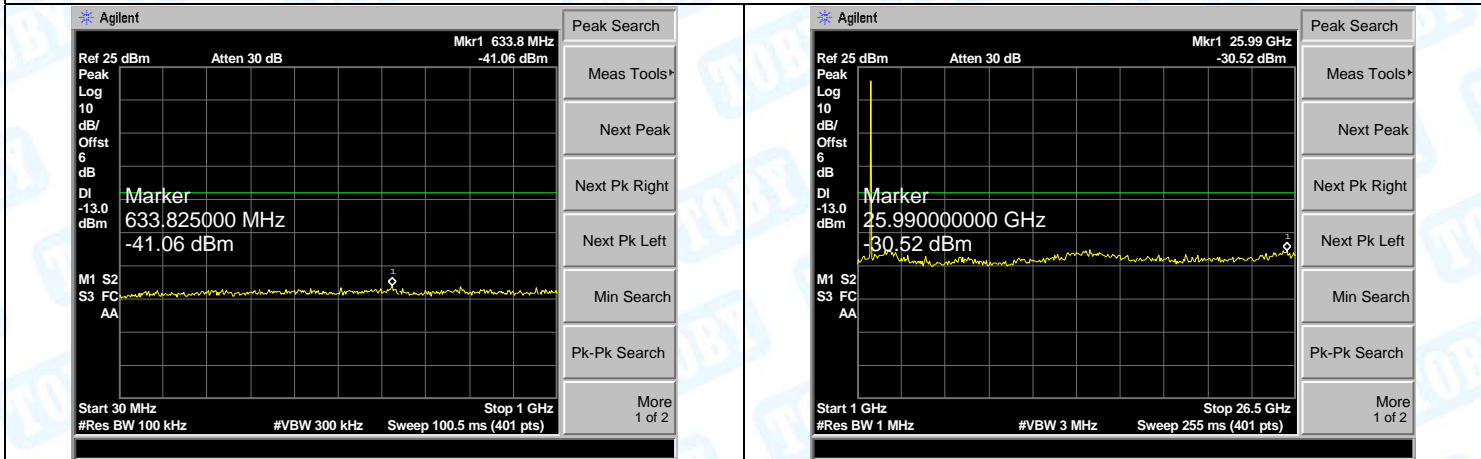 Agilent
Peak Search
Mkr1 633.8 MHz
Ref 25 dBm Atten 30 dB -41.06 dBm
Peak
Log
10
dB/
Offst
6
dB
DI
-13.0
dBm
Marker
633.825000 MHz
-41.06 dBm
1
M1 S2
S3 FC
AA
Start 30 MHz Stop 1 GHz
#Res BW 100 kHz #VBW 300 kHz Sweep 100.5 ms (401 pts)
Meas Tools
Next Peak
Next Pk Right
Next Pk Left
Min Search
Pk-Pk Search
More
1 of 2
Agilent
Peak Search
Mkr1 25.99 GHz
Ref 25 dBm Atten 30 dB -30.52 dBm
Peak
Log
10
dB/
Offst
6
dB
DI
-13.0
dBm
Marker
25.990000000 GHz
-30.52 dBm
1
M1 S2
S3 FC
AA
Start 1 GHz Stop 26.5 GHz
#Res BW 1 MHz #VBW 3 MHz Sweep 255 ms (401 pts)
Meas Tools
Next Peak
Next Pk Right
Next Pk Left
Min Search
Pk-Pk Search
More
1 of 2
TOBY